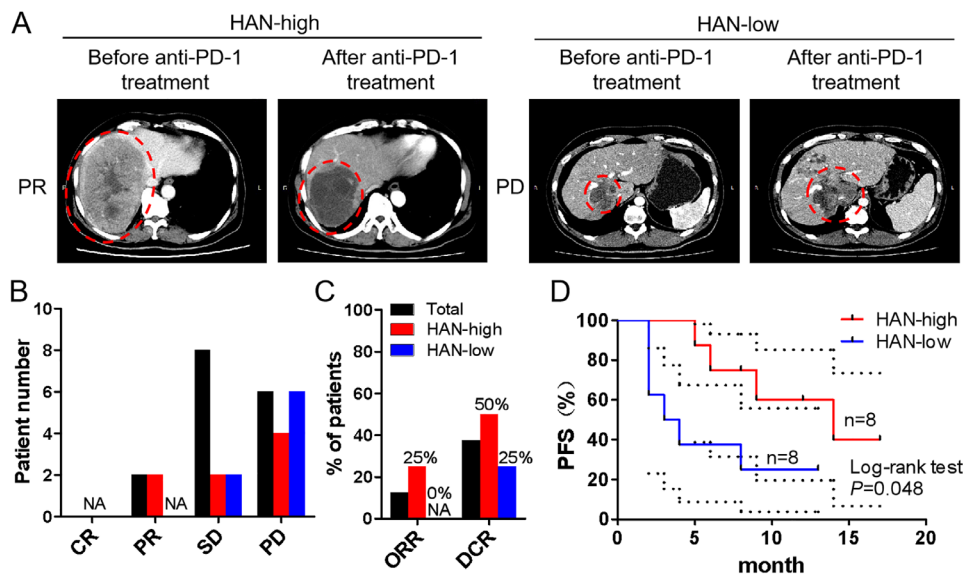 A
HAN-high
HAN-low
Before anti-PD-1
treatment
After anti-PD-1
treatment
Before anti-PD-1
treatment
After anti-PD-1
treatment
PR
PD
B
Patient number
10
8
6
4
2
0
NA
NA
CR
PR
SD
PD
C
% of patients
100
80
60
40
20
0
Total
HAN-high
HAN-low
25%
0%
NA
50%
25%
ORR
DCR
D
PFS (%)
100
80
60
40
20
0
HAN-high
HAN-low
n=8
n=8
Log-rank test
P=0.048
0
5
10
15
20
month